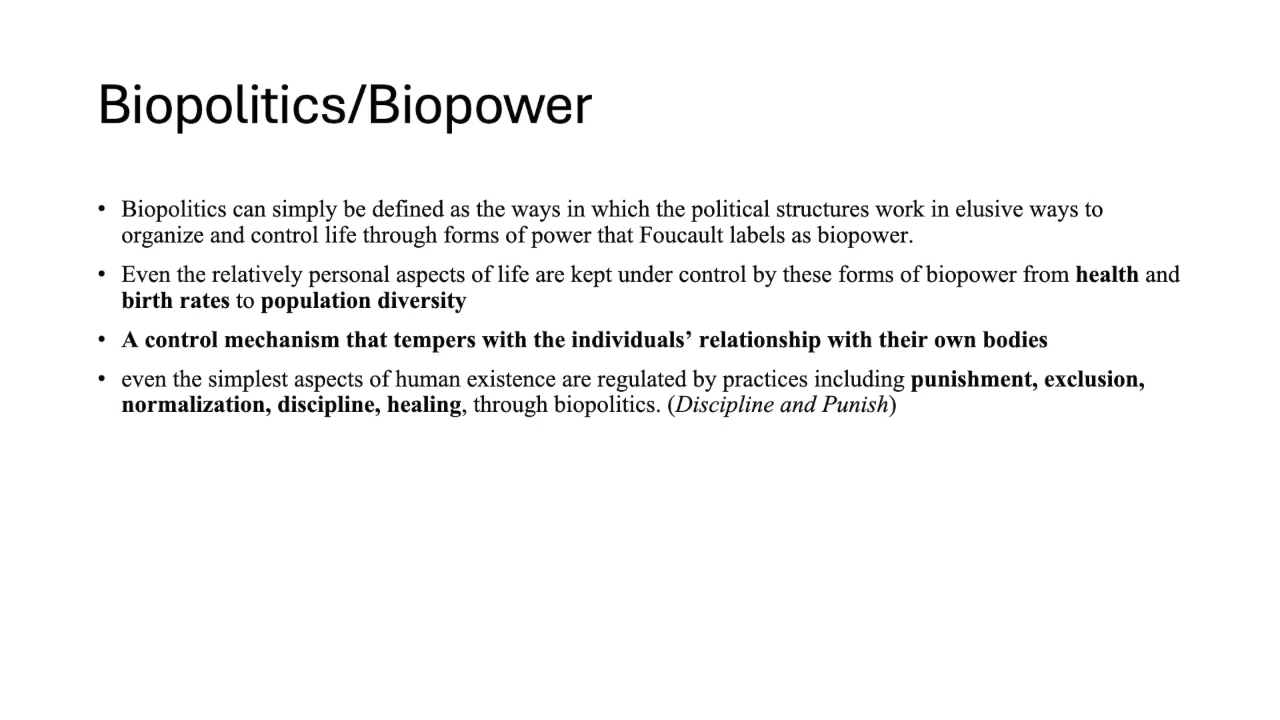 Biopolitics/Biopower
• Biopolitics can simply be defined as the ways in which the political structures work in elusive ways to
organize and control life through forms of power that Foucault labels as biopower.
• Even the relatively personal aspects of life are kept under control by these forms of biopower from health and
birth rates to population diversity
• A control mechanism that tempers with the individuals’ relationship with their own bodies
• even the simplest aspects of human existence are regulated by practices including punishment, exclusion,
normalization, discipline, healing, through biopolitics. (Discipline and Punish)